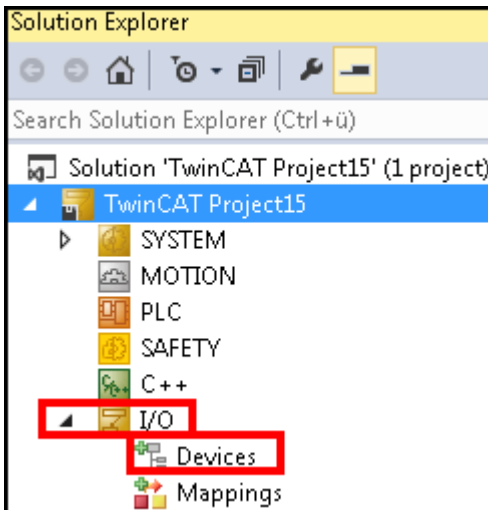 Solution Explorer
Search Solution Explorer (Ctrl+ü)
Solution 'TwinCAT Project15' (1 project)
TwinCAT Project15
SYSTEM
MOTION
PLC
SAFETY
C++
I/O
Devices
Mappings